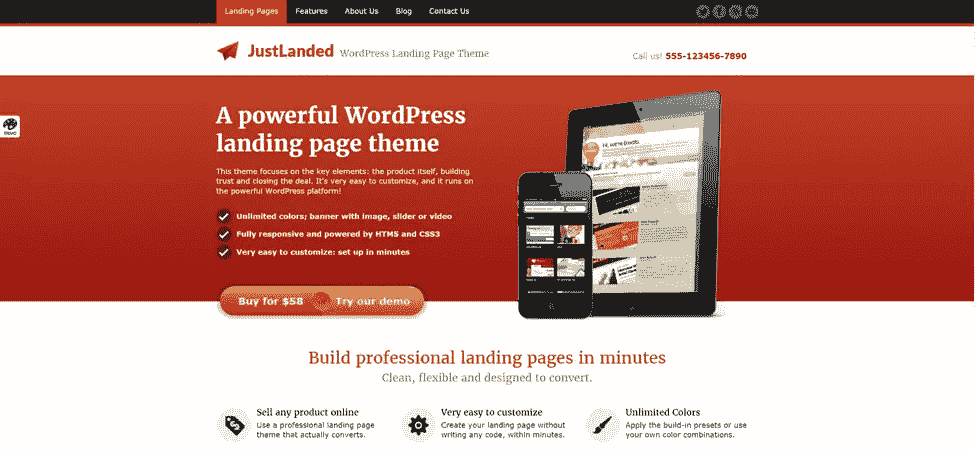 Landing Pages Features About Us Blog Contact Us
JustLanded WordPress Landing Page Theme
Call us! 555-123456-7890
A powerful WordPress
landing page theme
This theme focuses on the key elements: the product itself, building
trust and closing the deal. It's very easy to customize, and it runs on
the powerful WordPress platform!
Unlimited colors; banner with image, slider or video
Fully responsive and powered by HTML5 and CSS3
Very easy to customize: set up in minutes
Buy for $58 Try our demo
Build professional landing pages in minutes
Clean, flexible and designed to convert.
Sell any product online
Use a professional landing page
theme that actually converts.
Very easy to customize
Create your landing page without
writing any code, within minutes.
Unlimited Colors
Apply the build-in presets or use
your own color combinations.